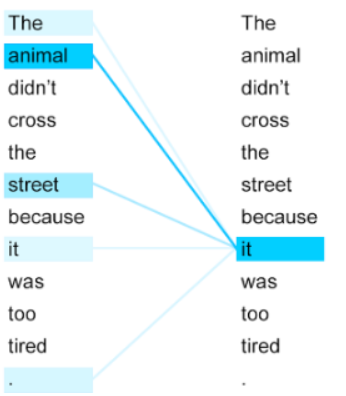 The
animal
didn't
cross
the
street
because
it
was
too
tired
.
The
animal
didn't
cross
the
street
because
it
was
too
tired
.